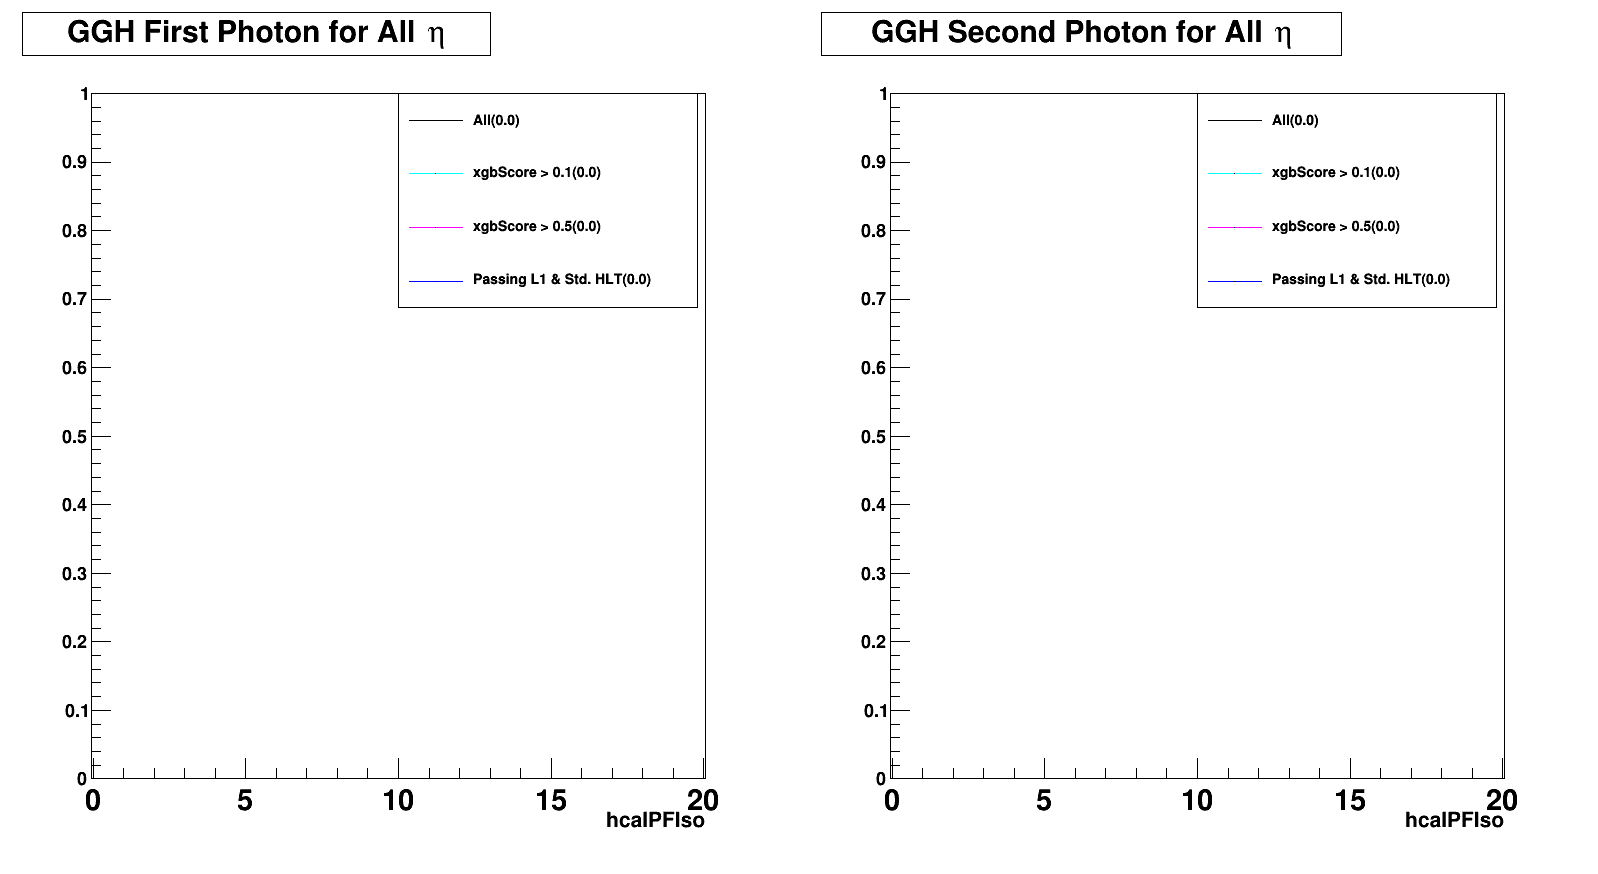 GGH First Photon for All η
1
0.9
0.8
0.7
0.6
0.5
0.4
0.3
0.2
0.1
0
All(0.0)
xgbScore > 0.1(0.0)
xgbScore > 0.5(0.0)
Passing L1 & Std. HLT(0.0)
0 5 10 15 20
hcalPFIso
GGH Second Photon for All η
1
0.9
0.8
0.7
0.6
0.5
0.4
0.3
0.2
0.1
0
All(0.0)
xgbScore > 0.1(0.0)
xgbScore > 0.5(0.0)
Passing L1 & Std. HLT(0.0)
0 5 10 15 20
hcalPFIso